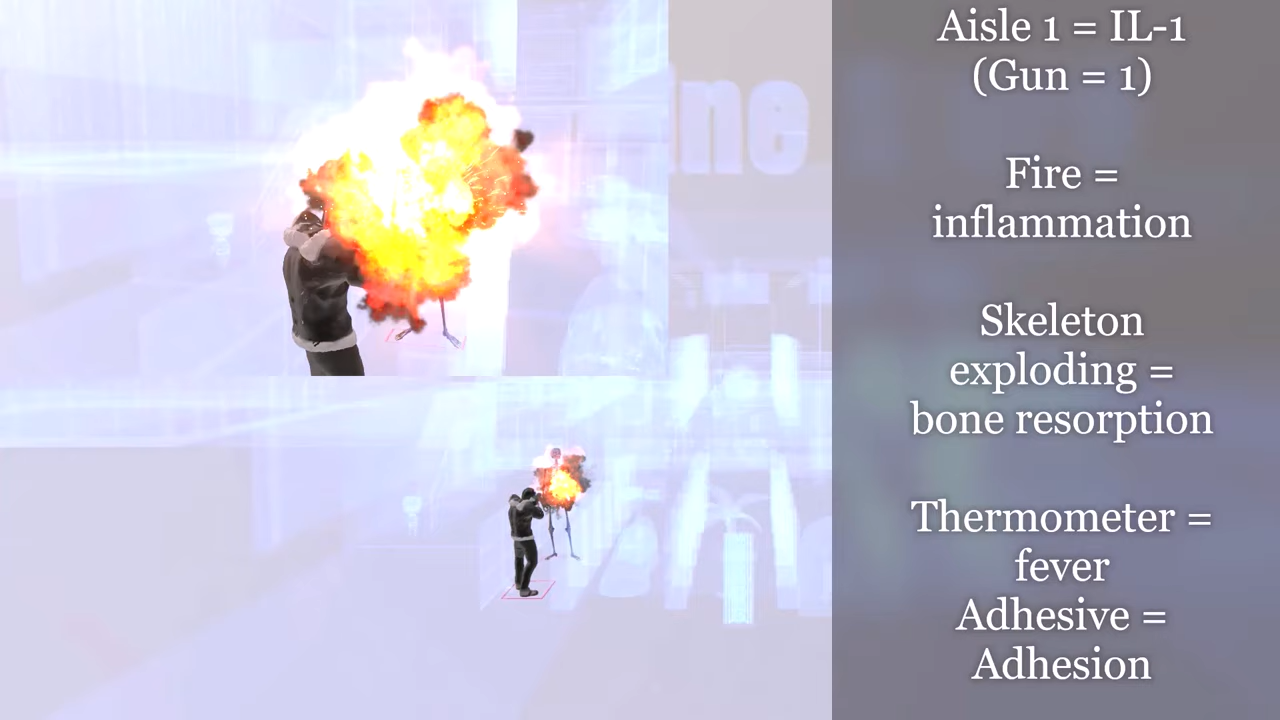 Aisle 1 = IL-1
(Gun = 1)
Fire =
inflammation
Skeleton
exploding =
bone resorption
Thermometer =
fever
Adhesive =
Adhesion